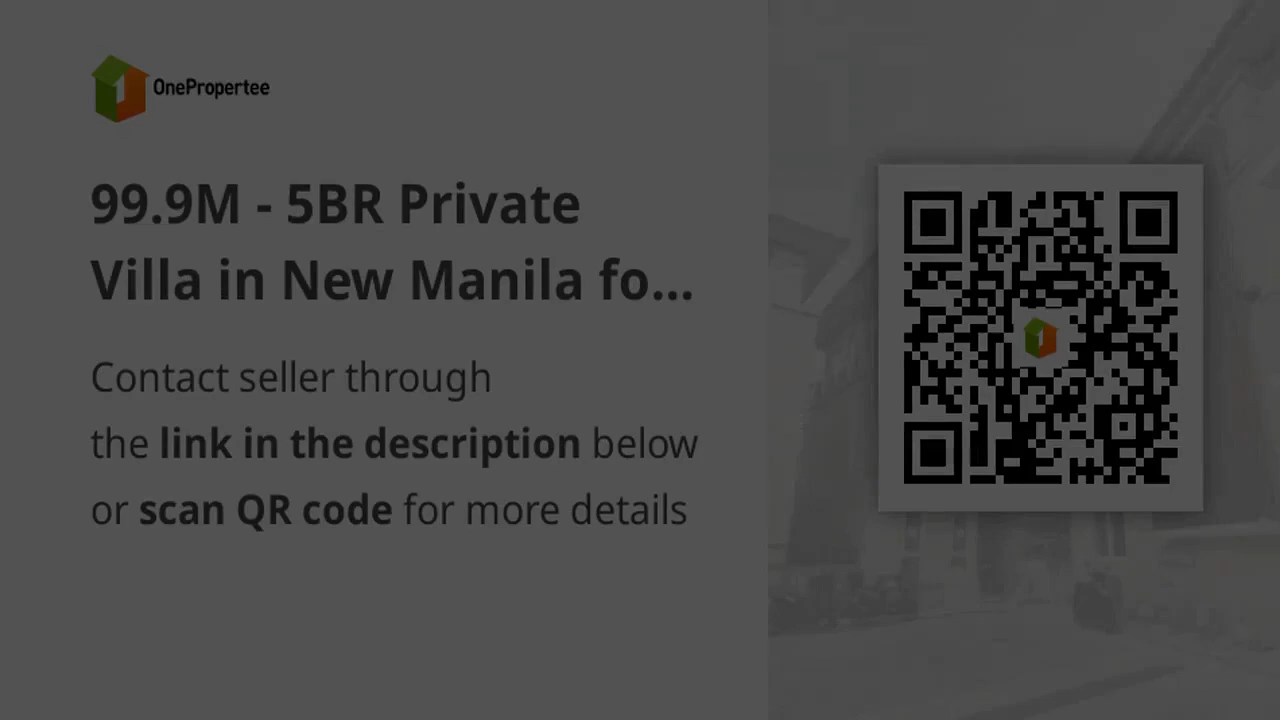 OnePropertee
99.9M - 5BR Private
Villa in New Manila fo...
Contact seller through
the link in the description below
or scan QR code for more details